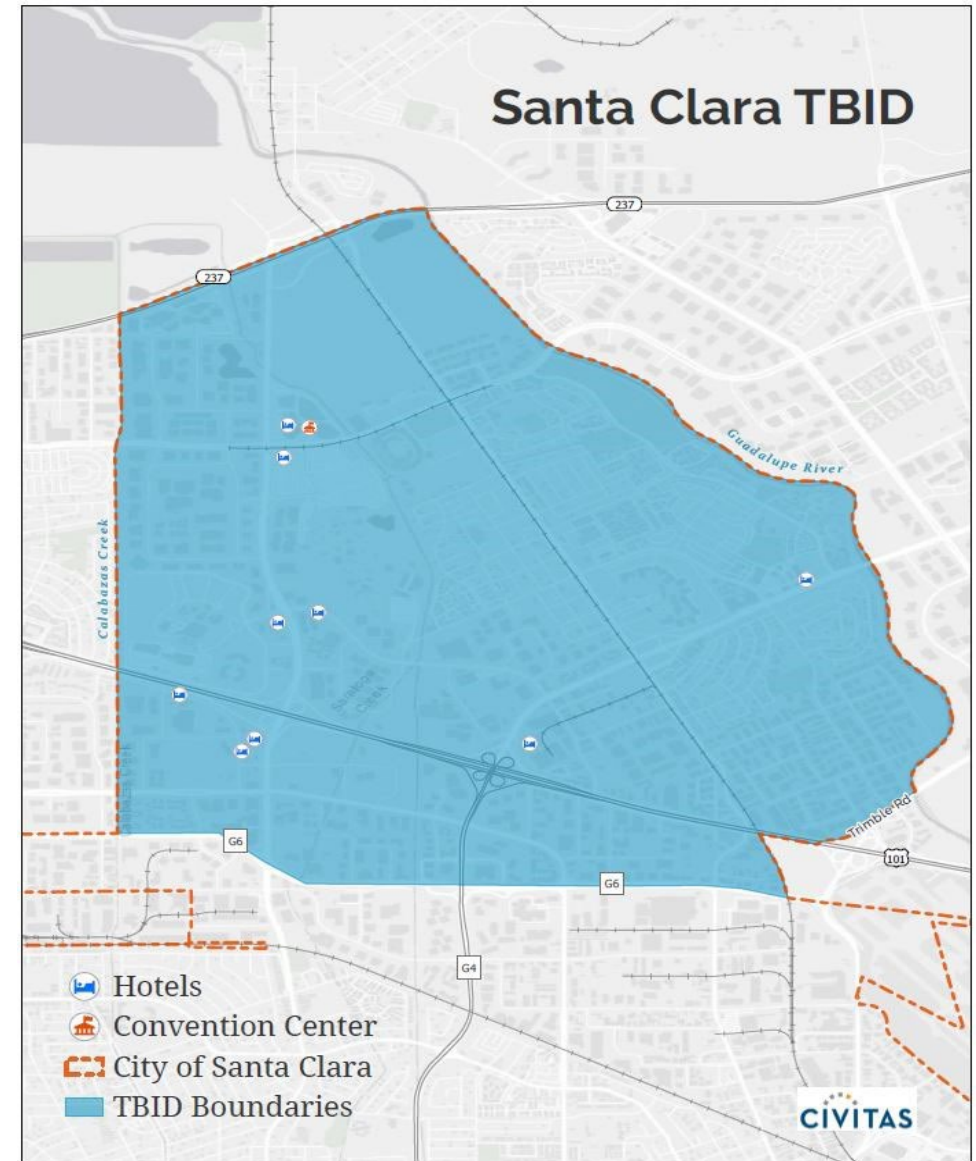 Santa Clara TBID
237
237
Guadalupe River
Calabazas Creek
Saratoga
Creek
Trimble Rd
101
G6
G6
G4
Hotels
Convention Center
City of Santa Clara
TBID Boundaries
CIVITAS